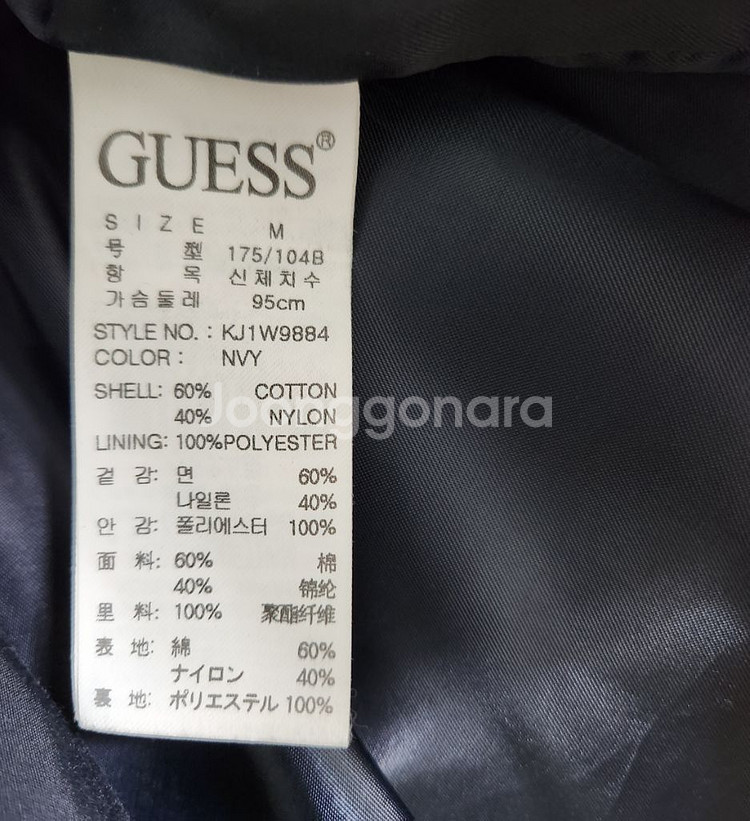 GUESS®
SIZE M
号 型 175/104B
항 목 신체치수
가슴둘레 95cm
STYLE NO. : KJ1W9884
COLOR : NVY
SHELL: 60% COTTON
40% NYLON
LINING: 100%POLYESTER
겉 감: 면 60%
나일론 40%
안 감: 폴리에스터 100%
面 料: 60% 棉
40% 锦纶
里 料: 100% 聚酯纤维
表 地: 綿 60%
ナイロン 40%
裏 地: ポリエステル 100%
Joonggonara